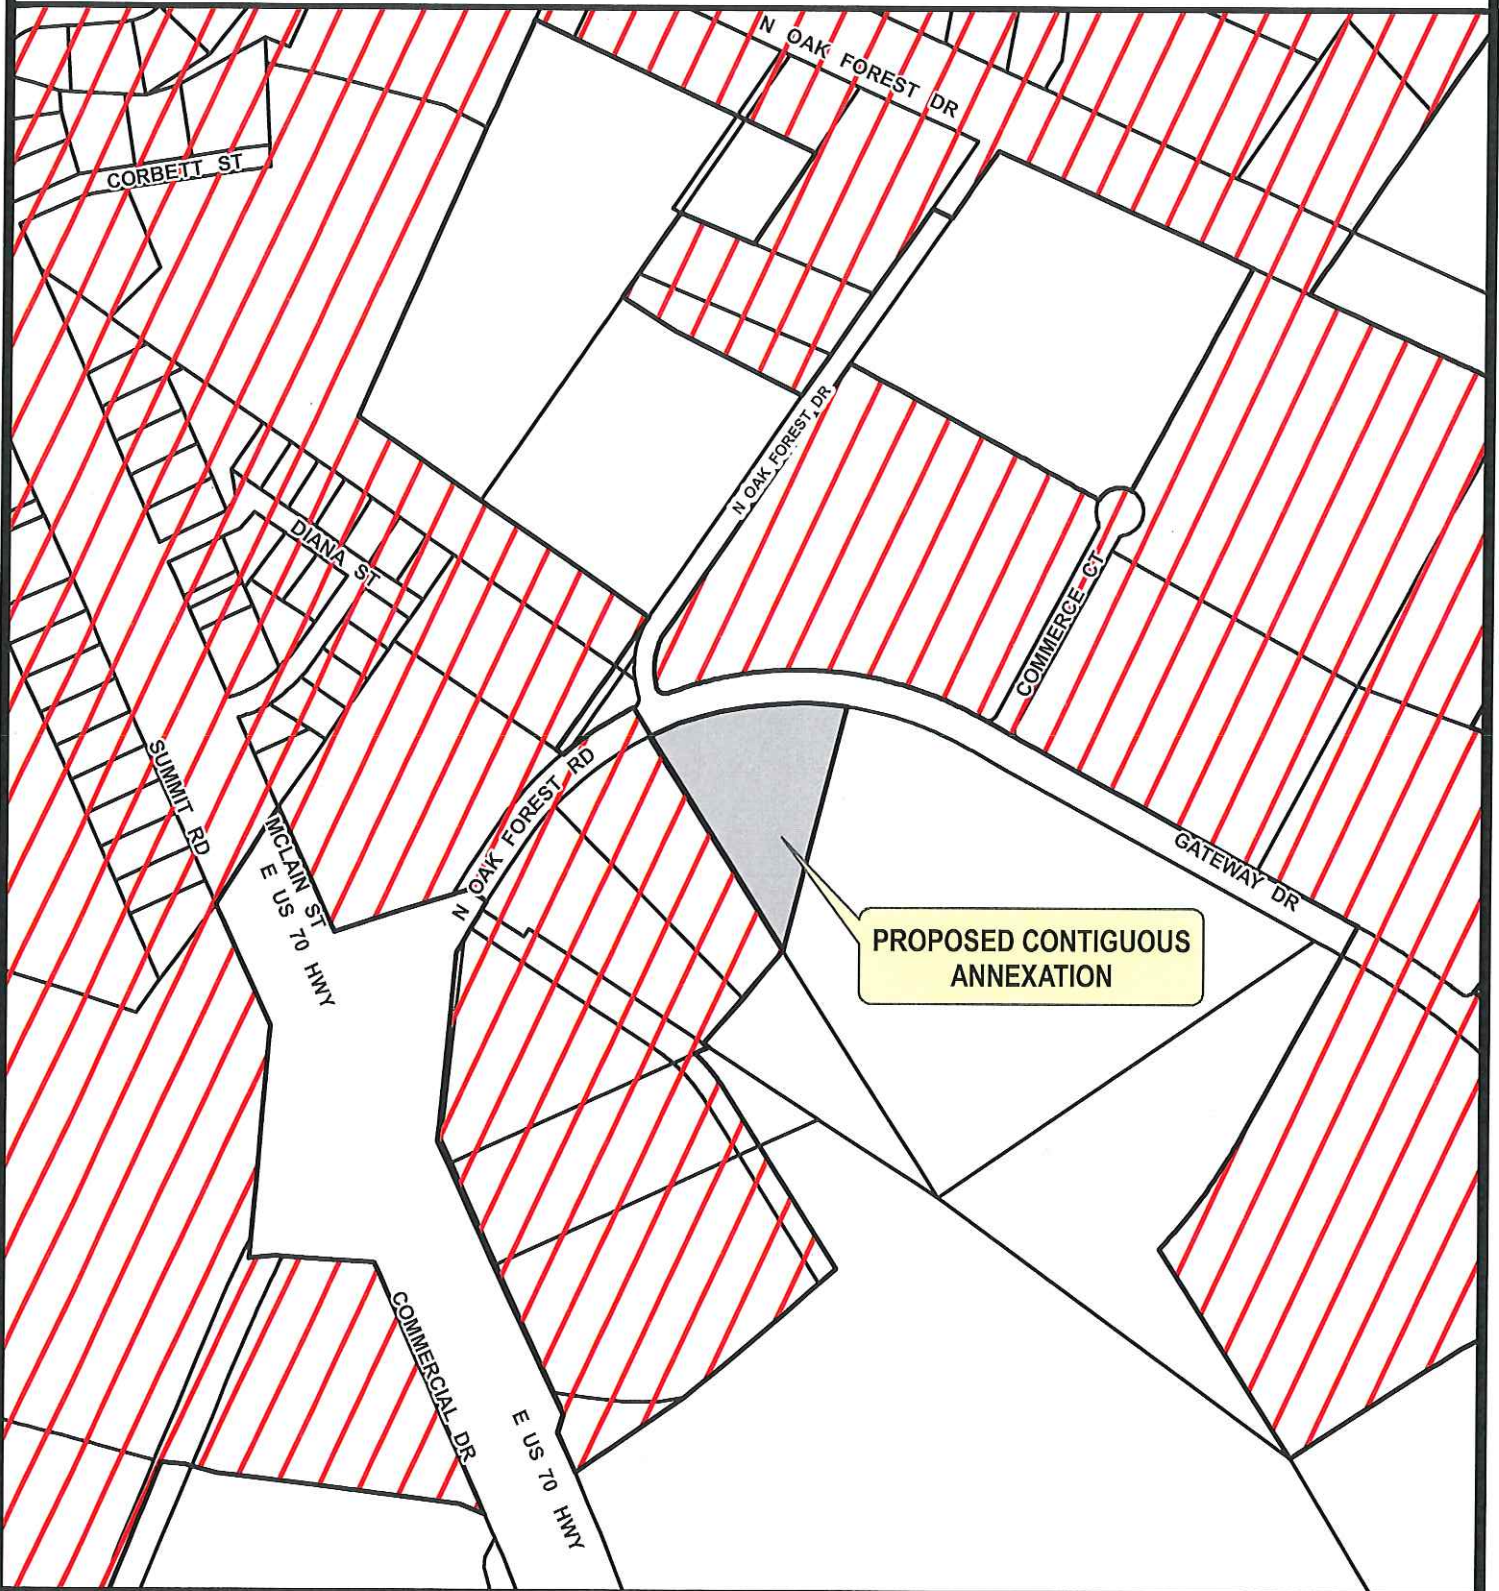 N OAK FOREST DR
CORBETT ST
N OAK FOREST DR
DIANA ST
COMMERCE CT
SUMMIT RD
N OAK FOREST RD
MCLAIN ST
E US 70 HWY
GATEWAY DR
PROPOSED CONTIGUOUS
ANNEXATION
COMMERCIAL DR
E US 70 HWY